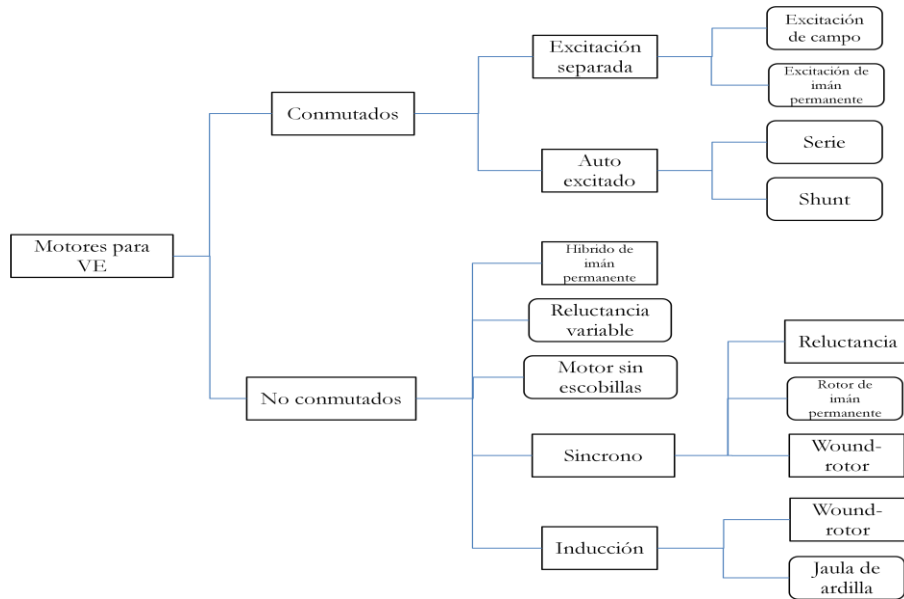 Motores para
VE
Conmutados
Excitación
separada
Excitación
de campo
Excitación de
imán
permanente
Auto
excitado
Serie
Shunt
No conmutados
Hibrido de
imán
permanente
Reluctancia
variable
Motor sin
escobillas
Sincrono
Reluctancia
Rotor de
imán
permanente
Wound-
rotor
Inducción
Wound-
rotor
Jaula de
ardilla